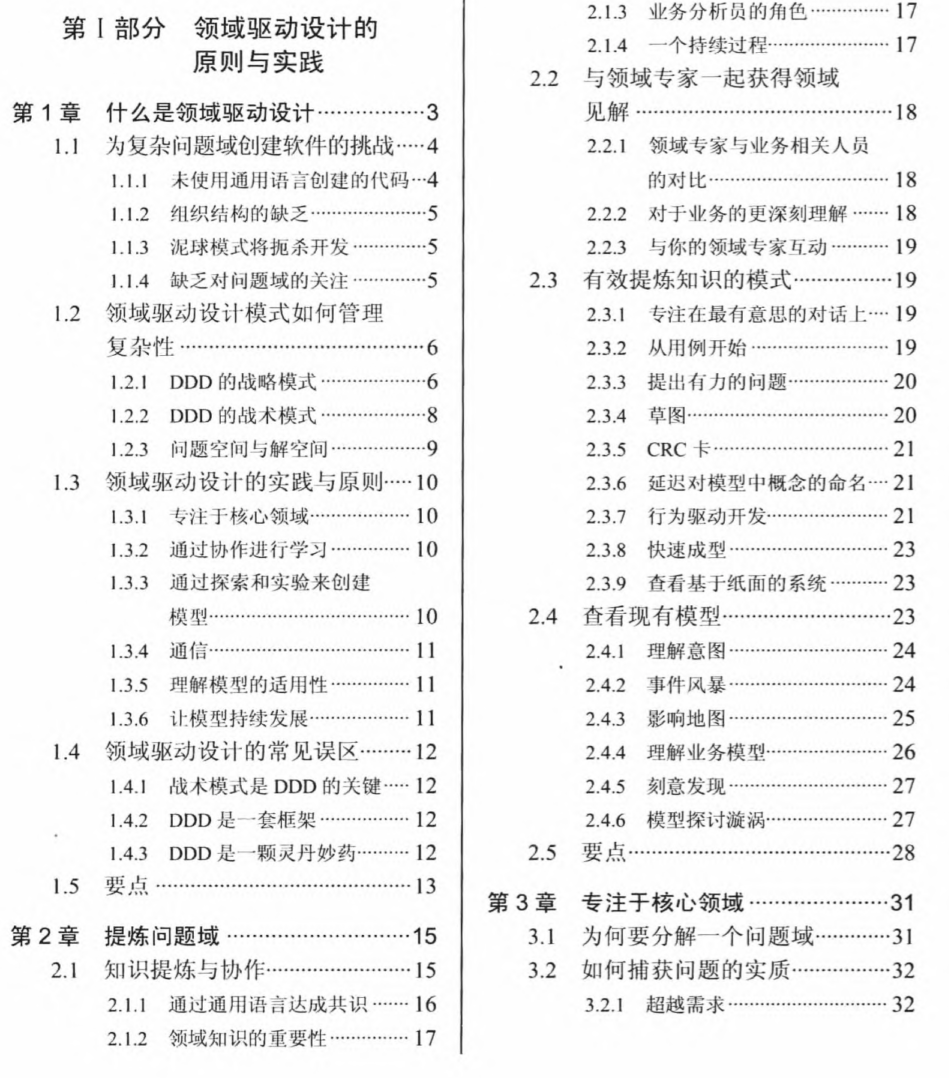 第Ⅰ部分 领域驱动设计的
原则与实践
第1章 什么是领域驱动设计················3
1.1 为复杂问题域创建软件的挑战·····4
1.1.1 未使用通用语言创建的代码···4
1.1.2 组织结构的缺乏···················5
1.1.3 泥球模式将扼杀开发············5
1.1.4 缺乏对问题域的关注············5
1.2 领域驱动设计模式如何管理
复杂性····································6
1.2.1 DDD 的战略模式·················6
1.2.2 DDD 的战术模式·················8
1.2.3 问题空间与解空间···············9
1.3 领域驱动设计的实践与原则·····10
1.3.1 专注于核心领域················10
1.3.2 通过协作进行学习·············10
1.3.3 通过探索和实验来创建
模型································10
1.3.4 通信································11
1.3.5 理解模型的适用性·············11
1.3.6 让模型持续发展················11
1.4 领域驱动设计的常见误区·········12
1.4.1 战术模式是 DDD 的关键·····12
1.4.2 DDD 是一套框架···············12
1.4.3 DDD 是一颗灵丹妙药·········12
1.5 要点······································13
第2章 提炼问题域····························15
2.1 知识提炼与协作······················15
2.1.1 通过通用语言达成共识·······16
2.1.2 领域知识的重要性·············17
2.1.3 业务分析员的角色·············17
2.1.4 一个持续过程···················17
2.2 与领域专家一起获得领域
见解······································18
2.2.1 领域专家与业务相关人员
的对比·····························18
2.2.2 对于业务的更深刻理解·······18
2.2.3 与你的领域专家互动··········19
2.3 有效提炼知识的模式···············19
2.3.1 专注在最有意思的对话上····19
2.3.2 从用例开始······················19
2.3.3 提出有力的问题················20
2.3.4 草图································20
2.3.5 CRC 卡····························21
2.3.6 延迟对模型中概念的命名····21
2.3.7 行为驱动开发···················21
2.3.8 快速成型·························23
2.3.9 查看基于纸面的系统··········23
2.4 查看现有模型·························23
2.4.1 理解意图·························24
2.4.2 事件风暴·························24
2.4.3 影响地图·························25
2.4.4 理解业务模型···················26
2.4.5 刻意发现·························27
2.4.6 模型探讨漩涡···················27
2.5 要点······································28
第3章 专注于核心领域······················31
3.1 为何要分解一个问题域············31
3.2 如何捕获问题的实质···············32
3.2.1 超越需求·························32